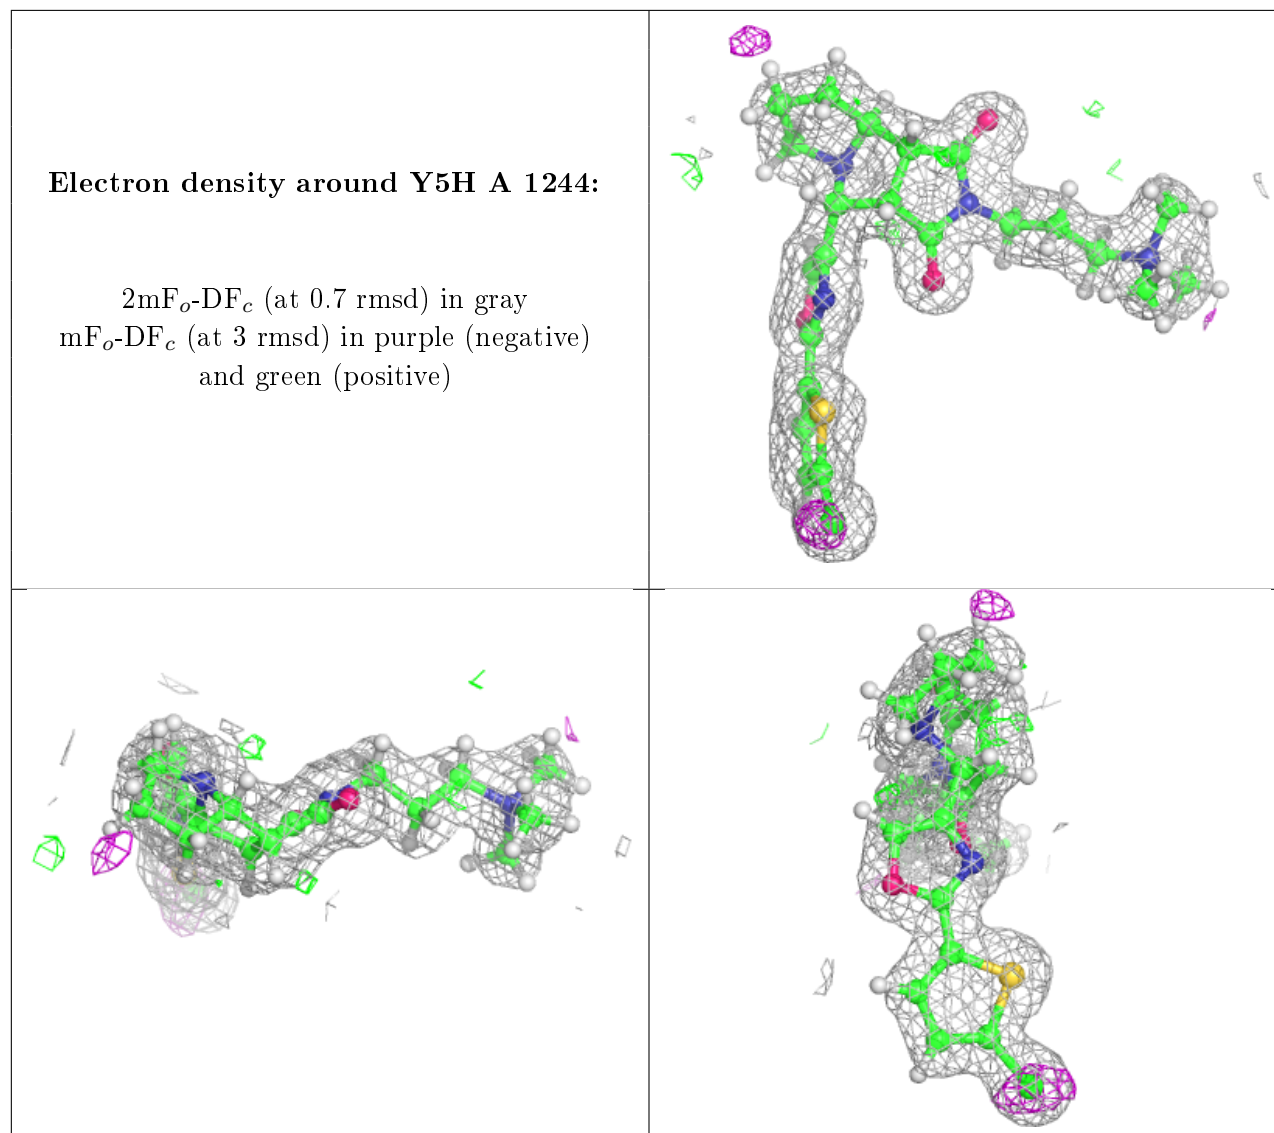 Electron density around Y5H A 1244:
2mFo-DFc (at 0.7 rmsd) in gray
mFo-DFc (at 3 rmsd) in purple (negative)
and green (positive)